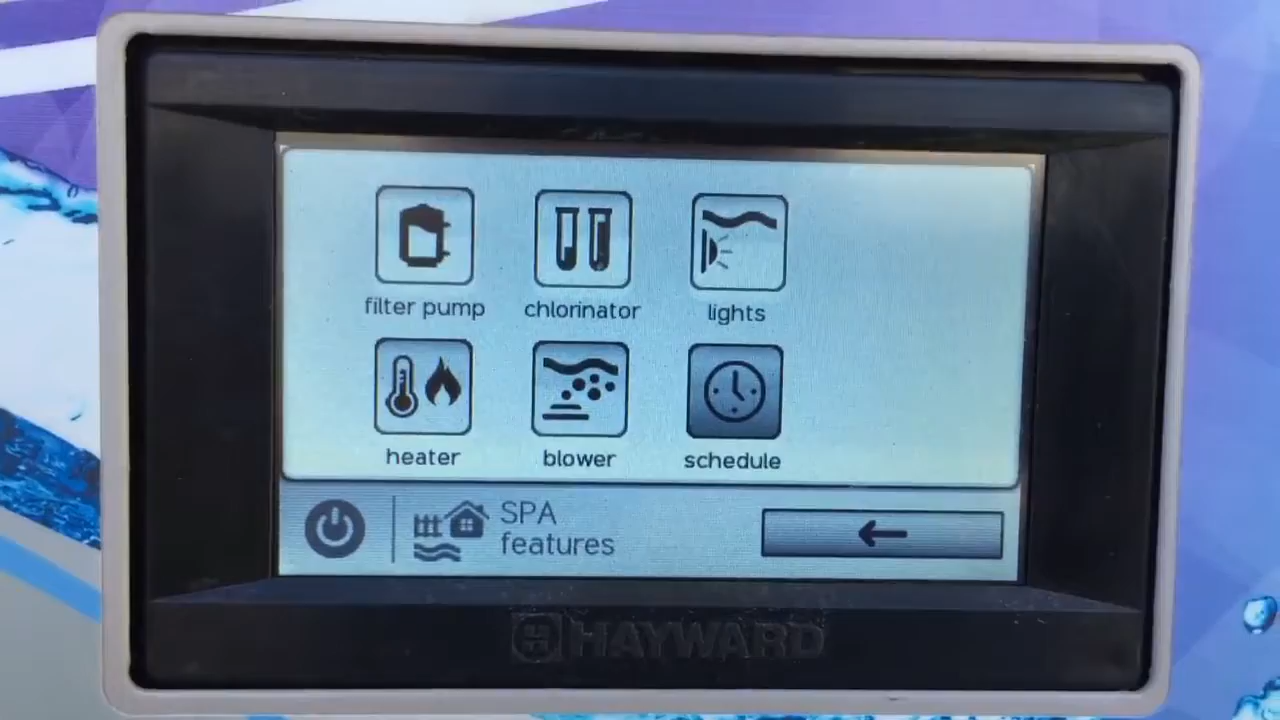 filter pump
chlorinator
lights
heater
blower
schedule
SPA
features
HAYWARD